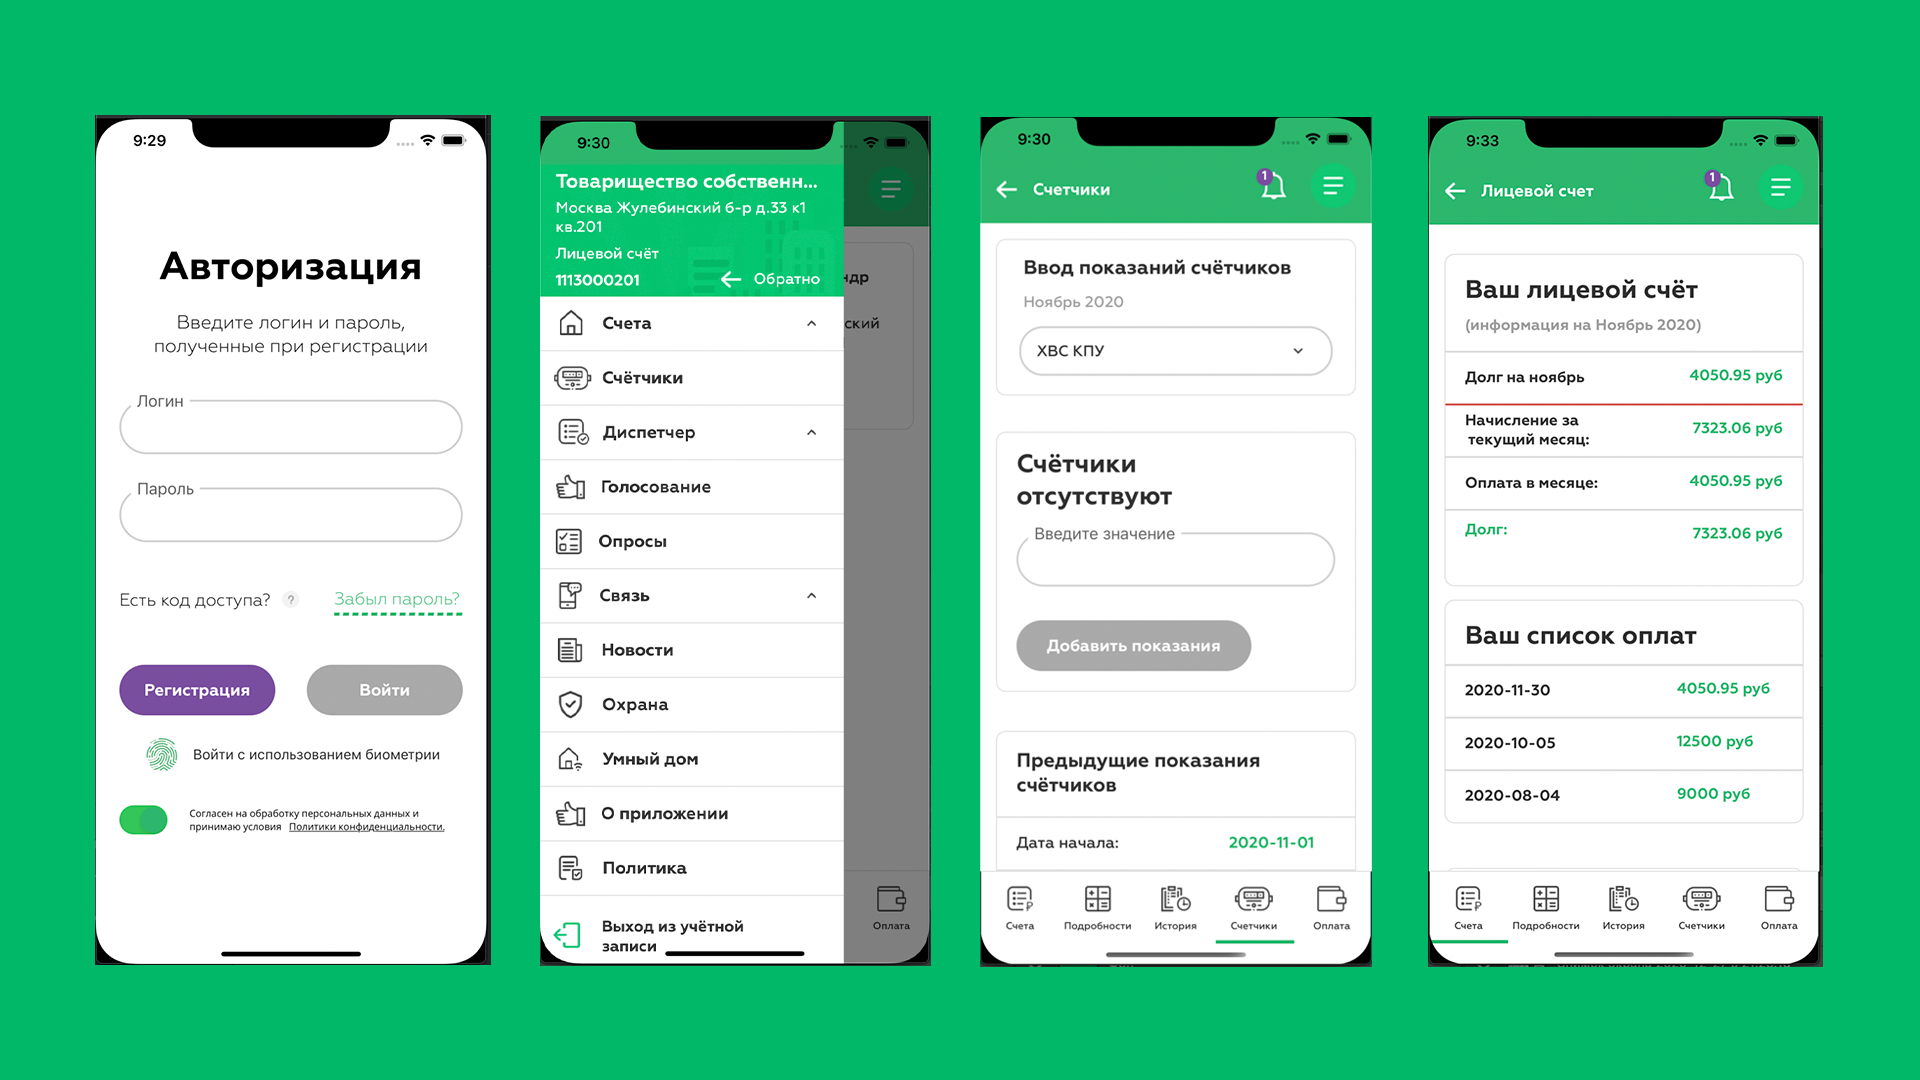 9:29
Авторизация
Введите логин и пароль,
полученные при регистрации
Логин
Пароль
Есть код доступа? ?
Забыл пароль?
Регистрация
Войти
Войти с использованием биометрии
Согласен на обработку персональных данных и
принимаю условия Политики конфиденциальности.
9:30
Товарищество собственн...
Москва Жулебинский б-р д.33 к1
кв.201
Лицевой счёт
1113000201
Обратно
Счета
Счётчики
Диспетчер
Голосование
Опросы
Связь
Новости
Охрана
Умный дом
О приложении
Политика
Выход из учётной
записи
ндр
ский
Оплата
9:30
Счетчики
1
Ввод показаний счётчиков
Ноябрь 2020
ХВС КПУ
Счётчики
отсутствуют
Введите значение
Добавить показания
Предыдущие показания
счётчиков
Дата начала: 2020-11-01
Счета
Подробности
История
Счетчики
Оплата
9:33
Лицевой счет
1
Ваш лицевой счёт
(информация на Ноябрь 2020)
Долг на ноябрь 4050.95 руб
Начисление за
текущий месяц: 7323.06 руб
Оплата в месяце: 4050.95 руб
Долг: 7323.06 руб
Ваш список оплат
2020-11-30 4050.95 руб
2020-10-05 12500 руб
2020-08-04 9000 руб
Счета
Подробности
История
Счетчики
Оплата